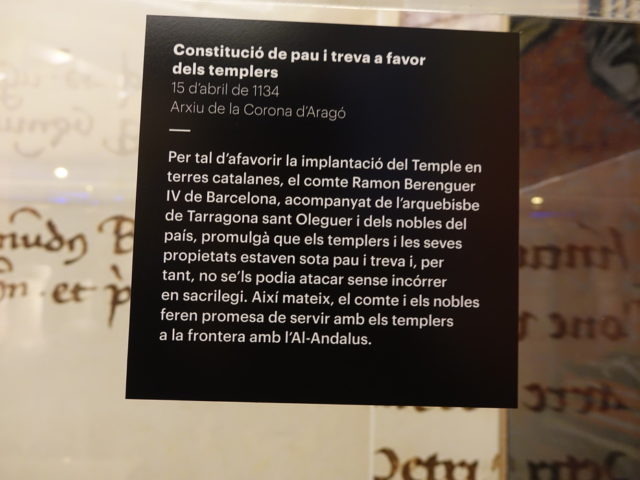 Constitució de pau i treva a favor
dels templers
15 d'abril de 1134
Arxiu de la Corona d'Aragó
Per tal d'afavorir la implantació del Temple en
terres catalanes, el comte Ramon Berenguer
IV de Barcelona, acompanyat de l'arquebisbe
de Tarragona sant Oleguer i dels nobles del
país, promulgà que els templers i les seves
propietats estaven sota pau i treva i, per
tant, no se'ls podia atacar sense incórrer
en sacrilegi. Així mateix, el comte i els nobles
feren promesa de servir amb els templers
a la frontera amb l'Al-Andalus.